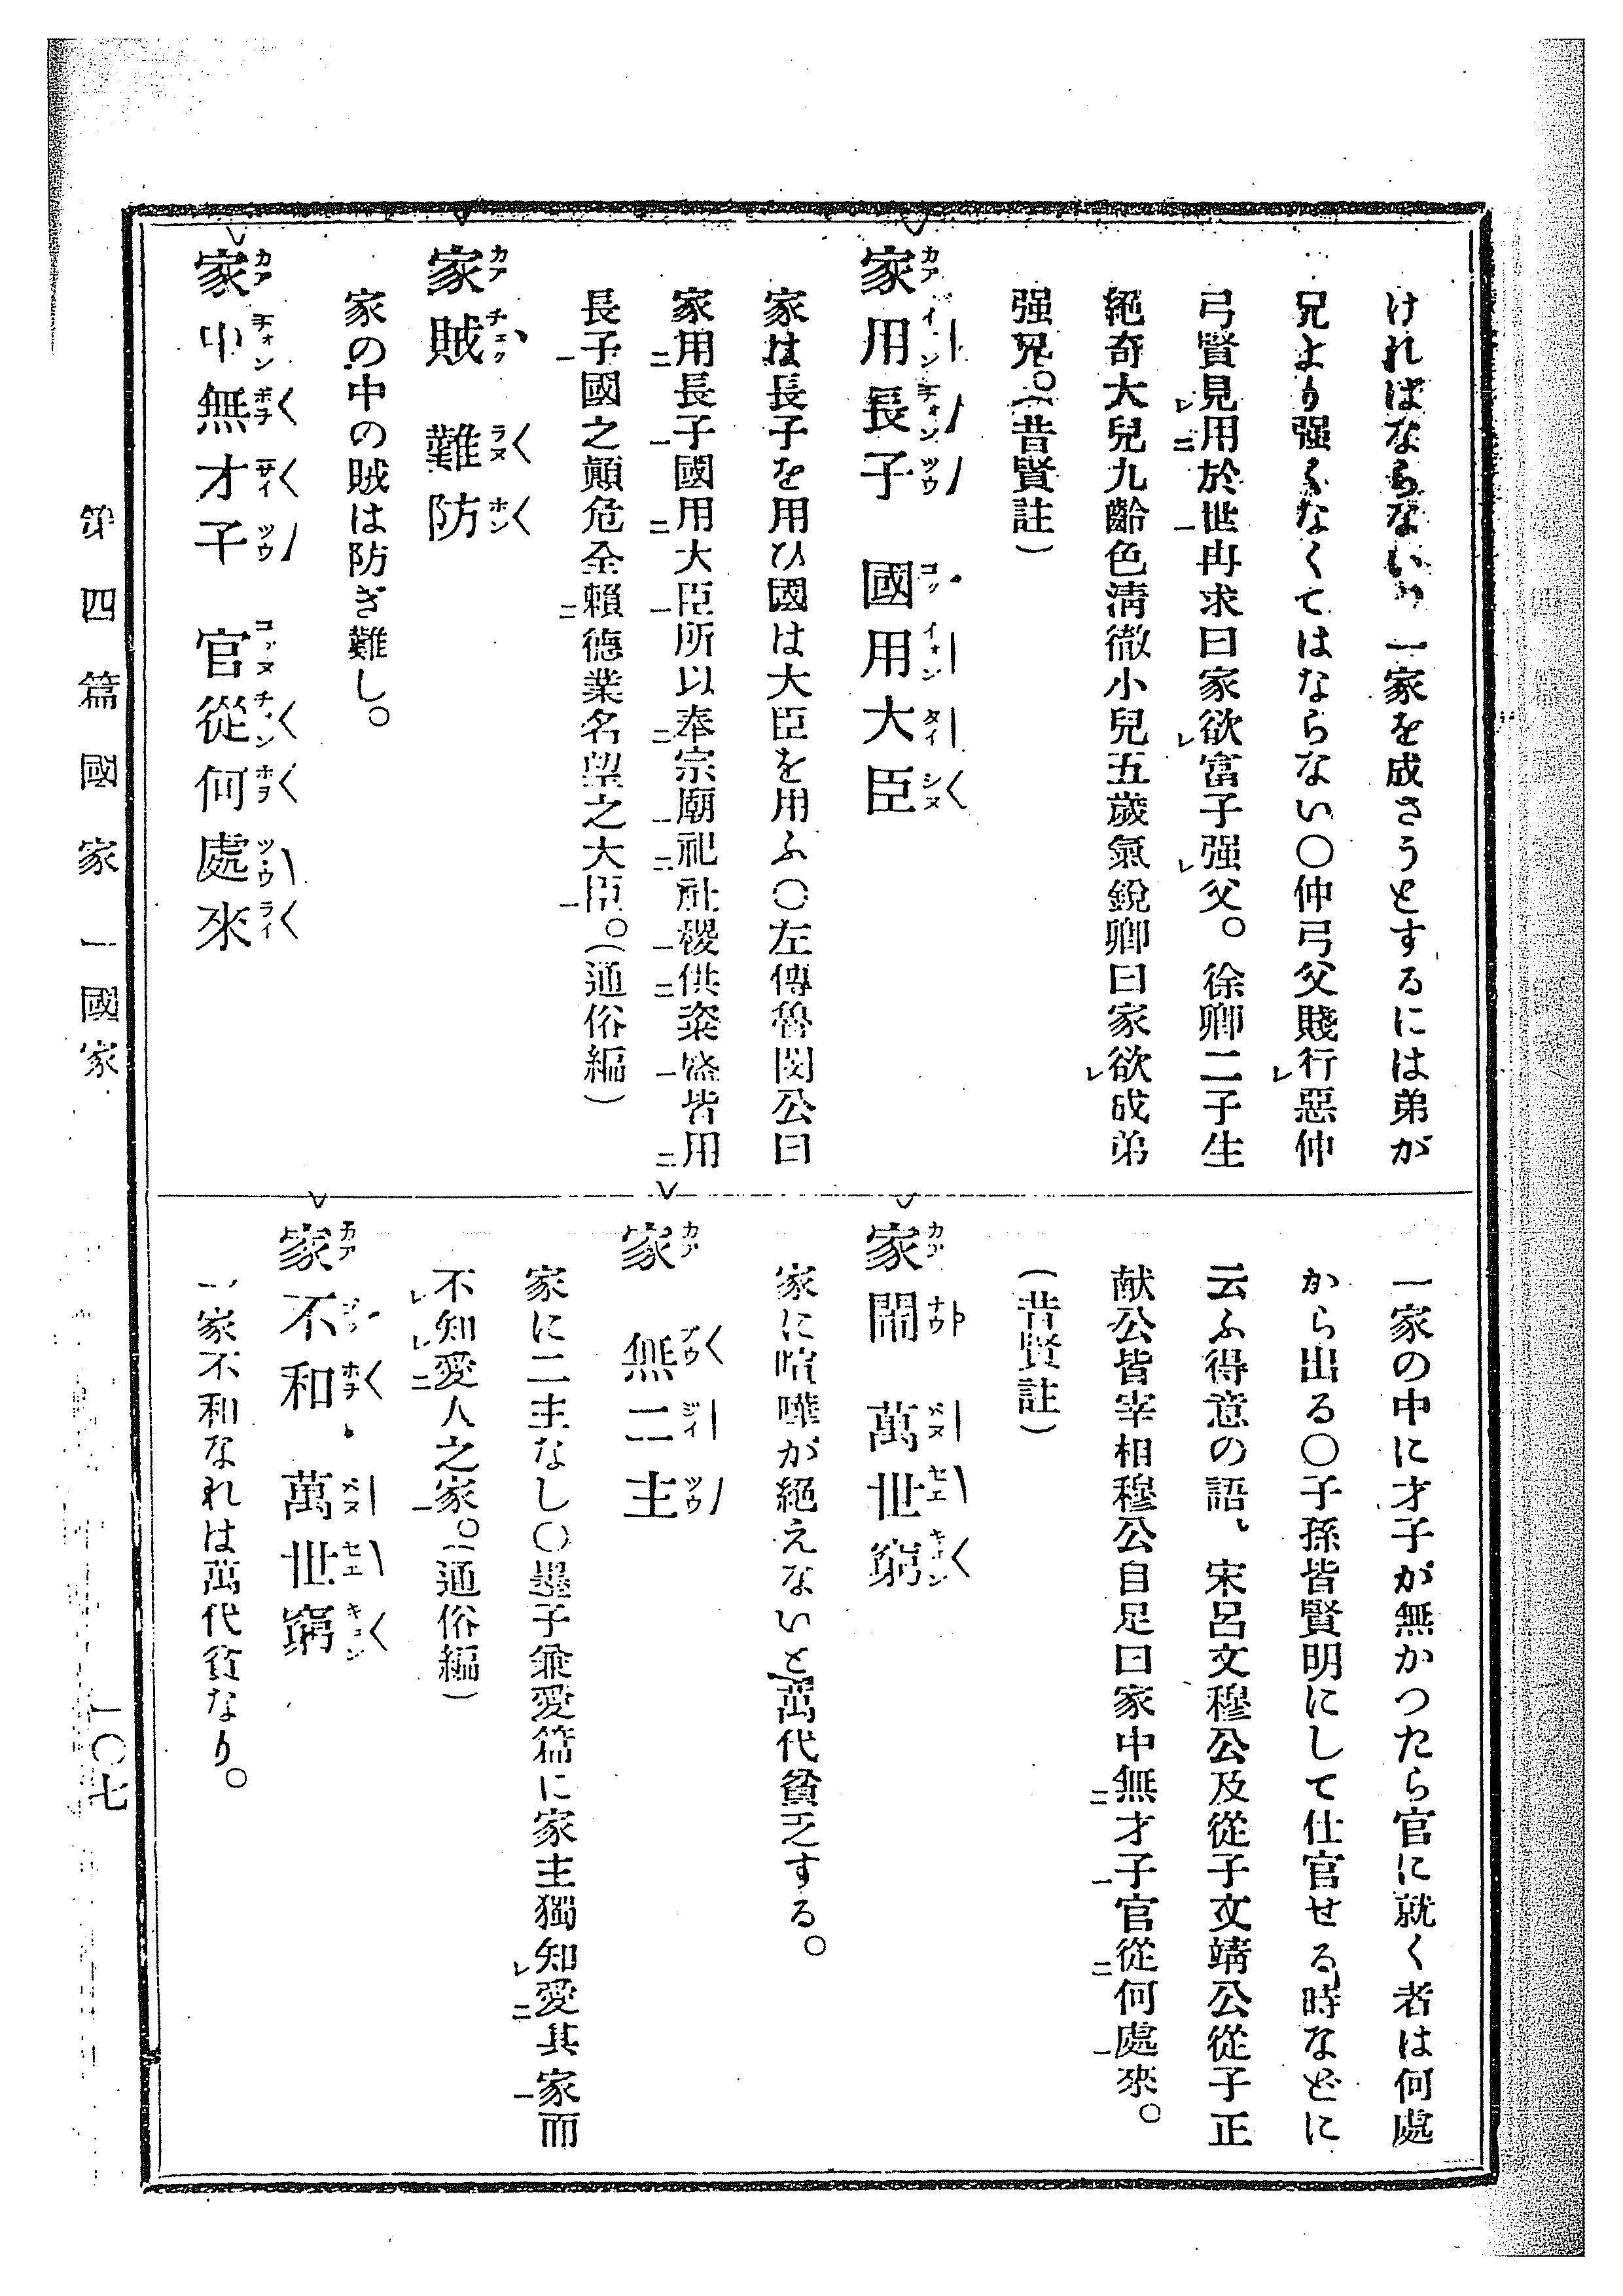 ければならない、一家を成さうとするには弟が
兄より强くなくてはならない〇仲弓父賤行惡仲
弓賢見用於世冉求曰家欲富子强父。徐卿二子生
絕奇大兒九齡色淸徹小兒五歲氣銳卿曰家欲成弟
强兄。(昔賢註)
家用長子 國用大臣
家は長子を用ひ國は大臣を用ふ〇左傳魯閔公曰
家用長子國用大臣所以奉宗廟祀社稷供粢盛皆用
長子國之顚危全賴德業名望之大臣。(通俗編)
家賊 難防
家の中の賊は防ぎ難し。
家中無才子 官從何處來
一家の中に才子が無かつたら官に就く者は何處
から出る〇子孫皆賢明にして仕官せる時などに
云ふ得意の語、宋呂文穆公及從子文靖公從子正
献公皆宰相穆公自足曰家中無才子官從何處來。
(昔賢註)
家鬧 萬世窮
家に喧嘩が絕えないと萬代貧乏する。
家 無二主
家に二主なし〇墨子兼愛篇に家主獨知愛其家而
不知愛人之家。(通俗編)
家不和、萬世窮
一家不和なれは萬代貧なり。
第四篇國家 一國家
一〇七